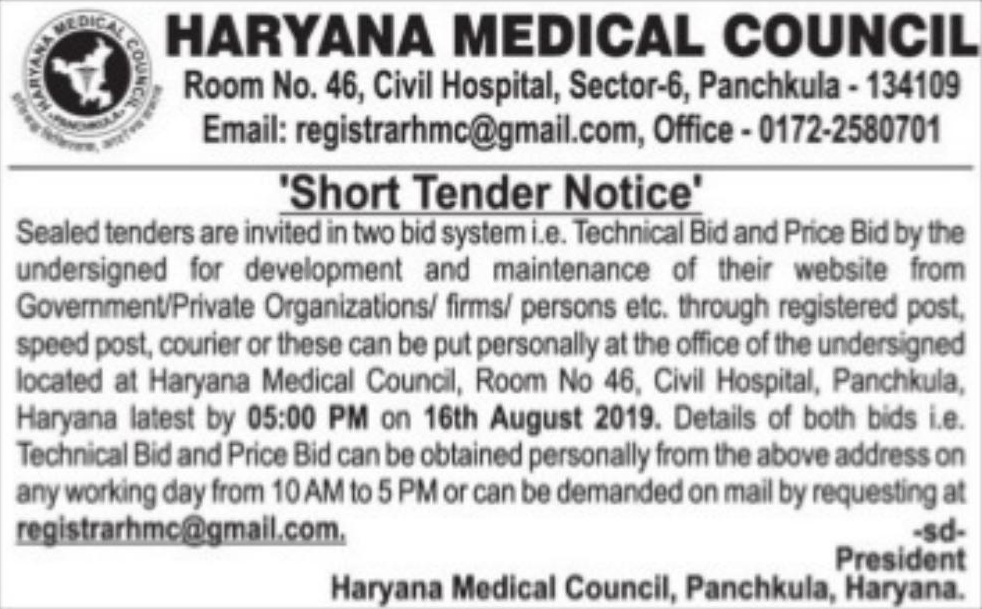 HARYANA MEDICAL COUNCIL
HARYANA MEDICAL COUNCIL
PANCHKULA
Room No. 46, Civil Hospital, Sector-6, Panchkula - 134109
Email: registrarhmc@gmail.com, Office - 0172-2580701
'Short Tender Notice'
Sealed tenders are invited in two bid system i.e. Technical Bid and Price Bid by the
undersigned for development and maintenance of their website from
Government/Private Organizations/ firms/ persons etc. through registered post,
speed post, courier or these can be put personally at the office of the undersigned
located at Haryana Medical Council, Room No 46, Civil Hospital, Panchkula,
Haryana latest by 05:00 PM on 16th August 2019. Details of both bids i.e.
Technical Bid and Price Bid can be obtained personally from the above address on
any working day from 10 AM to 5 PM or can be demanded on mail by requesting at
registrarhmc@gmail.com.
-sd-
President
Haryana Medical Council, Panchkula, Haryana.